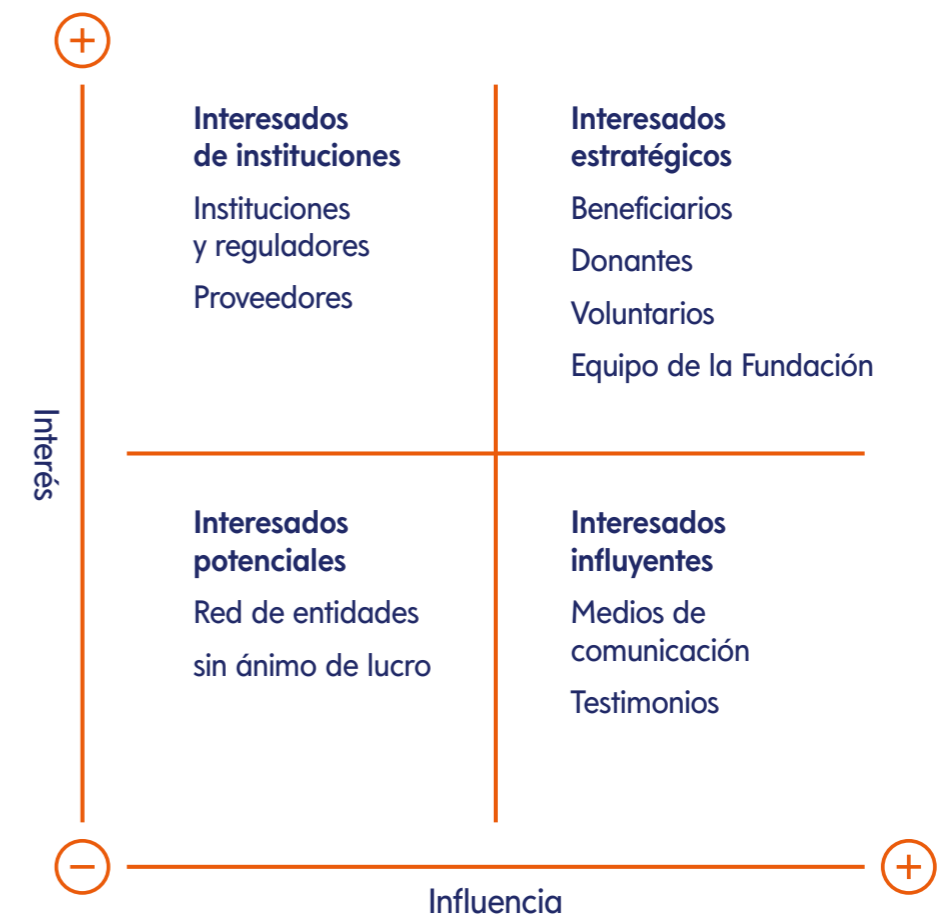 Interesados
de instituciones
Instituciones
y reguladores
Proveedores
Interesados
estratégicos
Beneficiarios
Donantes
Voluntarios
Equipo de la Fundación
Interés
Interesados
potenciales
Red de entidades
sin ánimo de lucro
Interesados
influyentes
Medios de
comunicación
Testimonios
Influencia